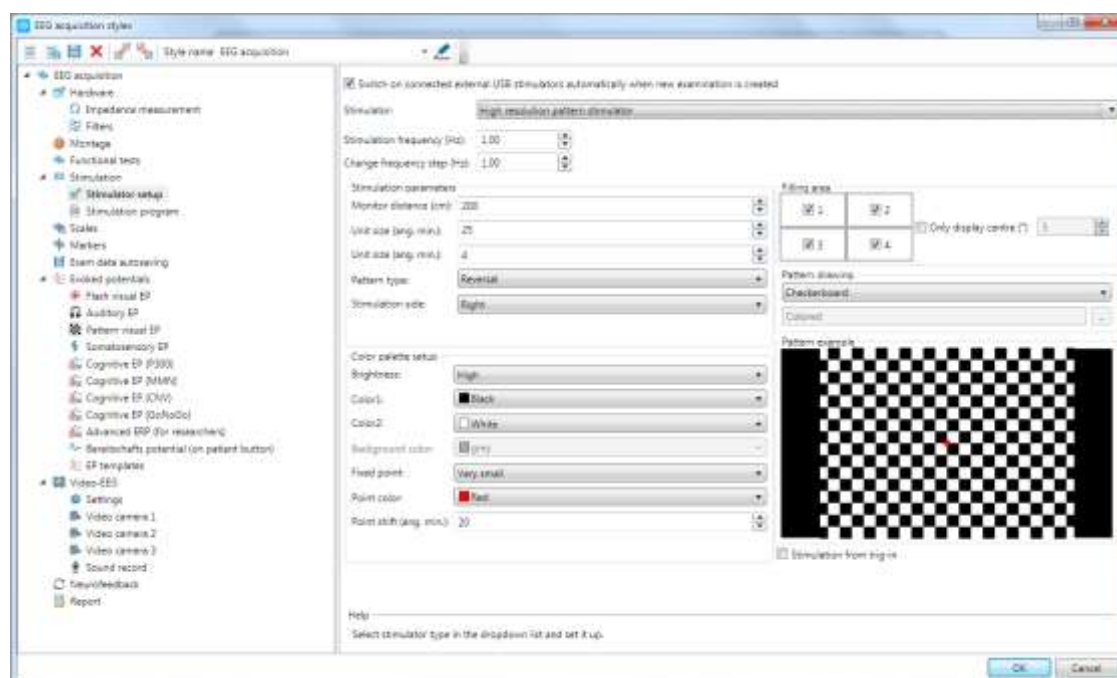 EEG acquisition styles
Style name EEG acquisition
EEG acquisition
Hardware
Impedance measurement
Filters
Montage
Functional tests
Stimulation
Stimulator setup
Stimulation program
Scales
Markers
Exam data autosaving
Evoked potentials
Flash visual EP
Auditory EP
Pattern visual EP
Somatosensory EP
Cognitive EP (P300)
Cognitive EP (MMN)
Cognitive EP (CNV)
Cognitive EP (GoNoGo)
Advanced ERP (for researchers)
Bereitschafts potential (on patient button)
EP templates
Video-EEG
Settings
Video camera 1
Video camera 2
Video camera 3
Sound record
Neurofeedback
Report
Switch on connected external USB stimulators automatically when new examination is created
Stimulator: High resolution pattern stimulator
Stimulation frequency (Hz): 1.00
Change frequency step (Hz): 1.00
Stimulation parameters
Monitor distance (cm): 200
Unit size (ang. min.): 25
Unit size (ang. min.): 4
Pattern type: Reversal
Stimulation side: Right
Color palette setup
Brightness: High
Color1: Black
Color2: White
Background color: grey
Fixed point: Very small
Point color: Red
Point shift (ang. min.): 20
Filling area
1 2
3 4
Only display centre (°) 5
Pattern drawing
Checkerboard
Colored ...
Pattern example
Stimulation from trig-in
Help
Select stimulator type in the dropdown list and set it up.
OK Cancel